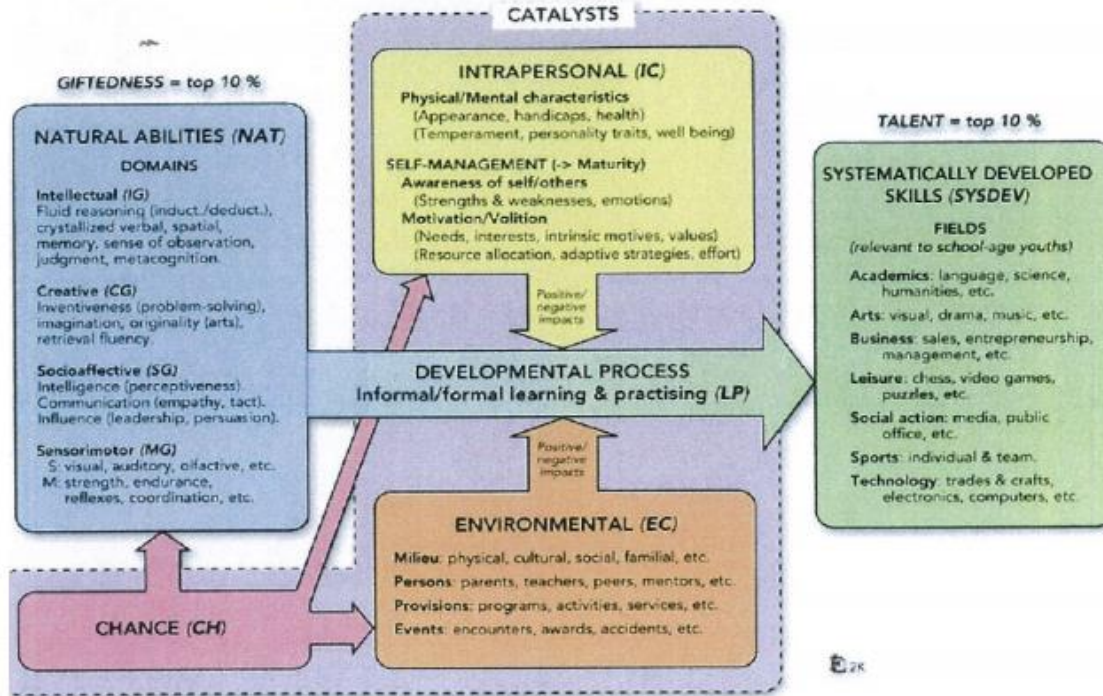 CATALYSTS
GIFTEDNESS = top 10 %
NATURAL ABILITIES (NAT)
DOMAINS
Intellectual (IG)
Fluid reasoning (induct./deduct.),
crystallized verbal, spatial,
memory, sense of observation,
judgment, metacognition.
Creative (CG)
Inventiveness (problem-solving),
imagination, originality (arts),
retrieval fluency.
Socioaffective (SG)
Intelligence (perceptiveness).
Communication (empathy, tact).
Influence (leadership, persuasion).
Sensorimotor (MG)
S: visual, auditory, olfactive, etc.
M: strength, endurance,
reflexes, coordination, etc.
INTRAPERSONAL (IC)
Physical/Mental characteristics
(Appearance, handicaps, health)
(Temperament, personality traits, well being)
SELF-MANAGEMENT (-> Maturity)
Awareness of self/others
(Strengths & weaknesses, emotions)
Motivation/Volition
(Needs, interests, intrinsic motives, values)
(Resource allocation, adaptive strategies, effort)
Positive/
negative
impacts
DEVELOPMENTAL PROCESS
Informal/formal learning & practising (LP)
Positive/
negative
impacts
ENVIRONMENTAL (EC)
Milieu: physical, cultural, social, familial, etc.
Persons: parents, teachers, peers, mentors, etc.
Provisions: programs, activities, services, etc.
Events: encounters, awards, accidents, etc.
CHANCE (CH)
TALENT = top 10 %
SYSTEMATICALLY DEVELOPED
SKILLS (SYSDEV)
FIELDS
(relevant to school-age youths)
Academics: language, science,
humanities, etc.
Arts: visual, drama, music, etc.
Business: sales, entrepreneurship,
management, etc.
Leisure: chess, video games,
puzzles, etc.
Social action: media, public
office, etc.
Sports: individual & team.
Technology: trades & crafts,
electronics, computers, etc.
2K